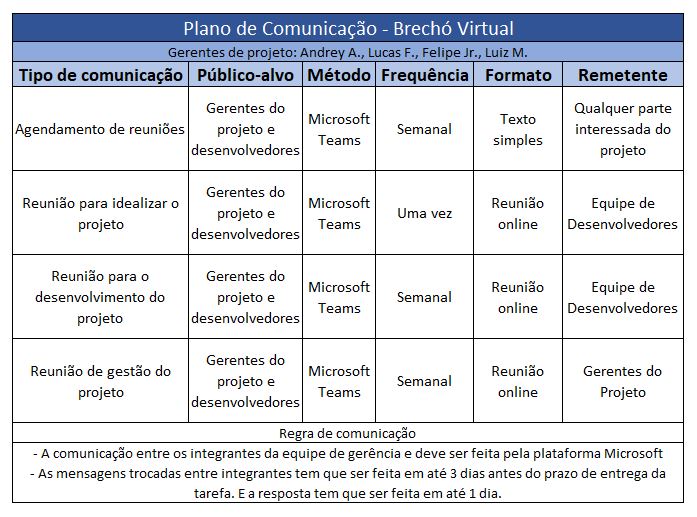 Plano de Comunicação - Brechó Virtual
Gerentes de projeto: Andrey A., Lucas F., Felipe Jr., Luiz M.
Tipo de comunicação Público-alvo Método Frequência Formato Remetente
Agendamento de reuniões
Gerentes do
projeto e
desenvolvedores
Microsoft
Teams
Semanal
Texto
simples
Qualquer parte
interessada do
projeto
Reunião para idealizar o
projeto
Gerentes do
projeto e
desenvolvedores
Microsoft
Teams
Uma vez
Reunião
online
Equipe de
Desenvolvedores
Reunião para o
desenvolvimento do
projeto
Gerentes do
projeto e
desenvolvedores
Microsoft
Teams
Semanal
Reunião
online
Equipe de
Desenvolvedores
Reunião de gestão do
projeto
Gerentes do
projeto e
desenvolvedores
Microsoft
Teams
Semanal
Reunião
online
Gerentes do
Projeto
Regra de comunicação
- A comunicação entre os integrantes da equipe de gerência e deve ser feita pela plataforma Microsoft
- As mensagens trocadas entre integrantes tem que ser feita em até 3 dias antes do prazo de entrega da
tarefa. E a resposta tem que ser feita em até 1 dia.